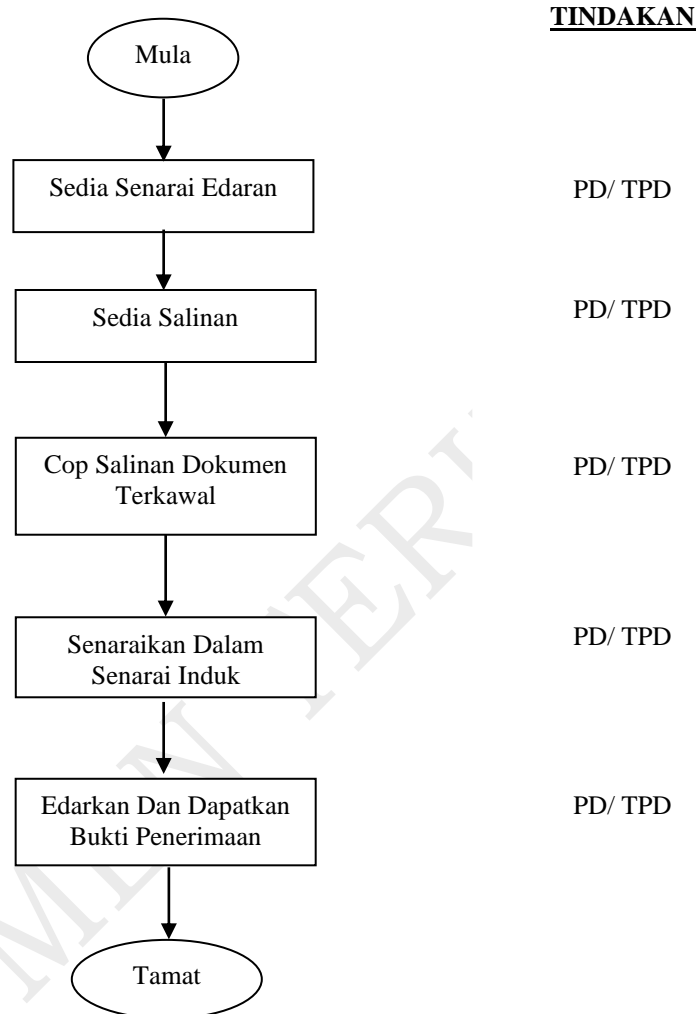 TINDAKAN
Mula
Sedia Senarai Edaran
PD/ TPD
Sedia Salinan
PD/ TPD
Cop Salinan Dokumen
Terkawal
PD/ TPD
Senaraikan Dalam
Senarai Induk
PD/ TPD
Edarkan Dan Dapatkan
Bukti Penerimaan
PD/ TPD
Tamat